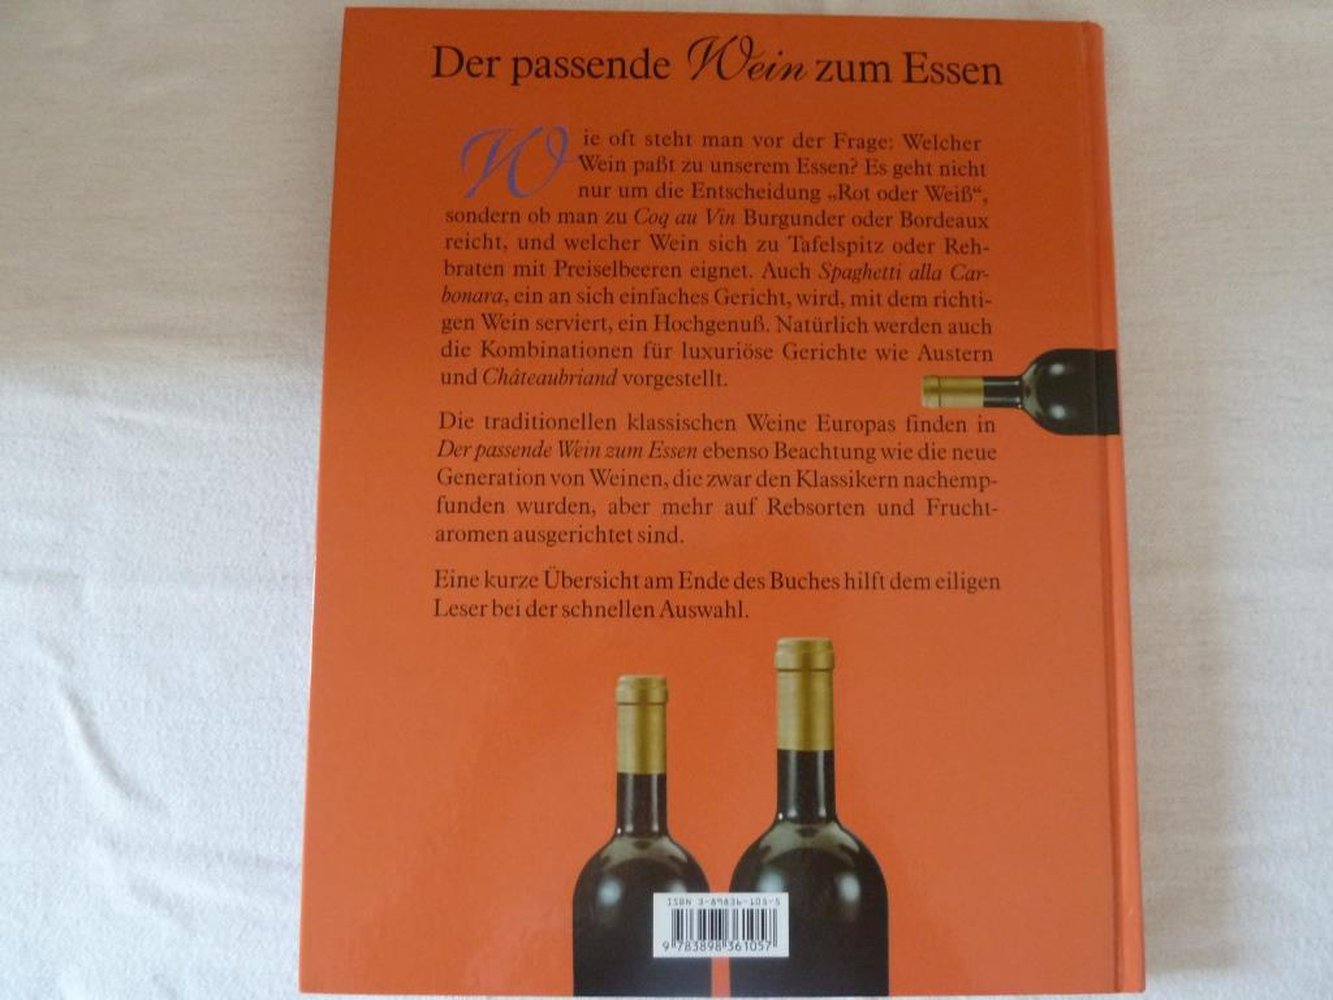 Der passende Wein zum Essen
Wie oft steht man vor der Frage: Welcher
Wein paßt zu unserem Essen? Es geht nicht
nur um die Entscheidung „Rot oder Weiß“,
sondern ob man zu Coq au Vin Burgunder oder Bordeaux
reicht, und welcher Wein sich zu Tafelspitz oder Reh-
braten mit Preiselbeeren eignet. Auch Spaghetti alla Car-
bonara, ein an sich einfaches Gericht, wird, mit dem richti-
gen Wein serviert, ein Hochgenuß. Natürlich werden auch
die Kombinationen für luxuriöse Gerichte wie Austern
und Châteaubriand vorgestellt.
Die traditionellen klassischen Weine Europas finden in
Der passende Wein zum Essen ebenso Beachtung wie die neue
Generation von Weinen, die zwar den Klassikern nachemp-
funden wurden, aber mehr auf Rebsorten und Frucht-
aromen ausgerichtet sind.
Eine kurze Übersicht am Ende des Buches hilft dem eiligen
Leser bei der schnellen Auswahl.
ISBN 3-89836-105-5
9 783898 361057